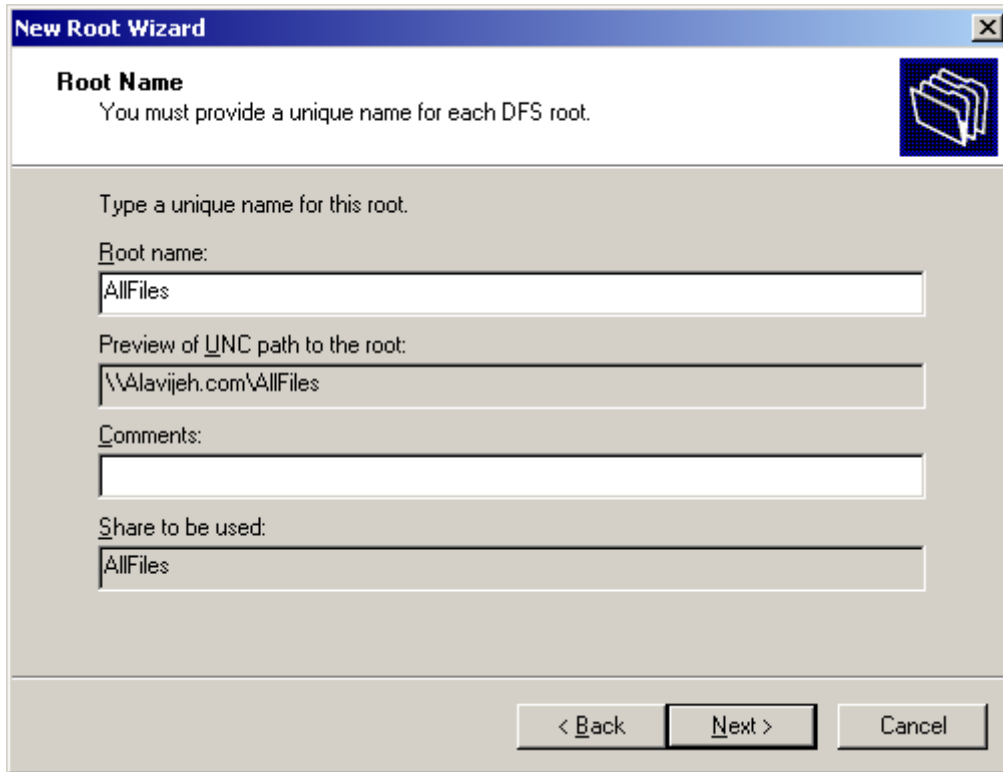 New Root Wizard
Root Name
You must provide a unique name for each DFS root.
Type a unique name for this root.
Root name:
AllFiles
Preview of UNC path to the root:
\\Alavijeh.com\AllFiles
Comments:
Share to be used:
AllFiles
< Back Next > Cancel